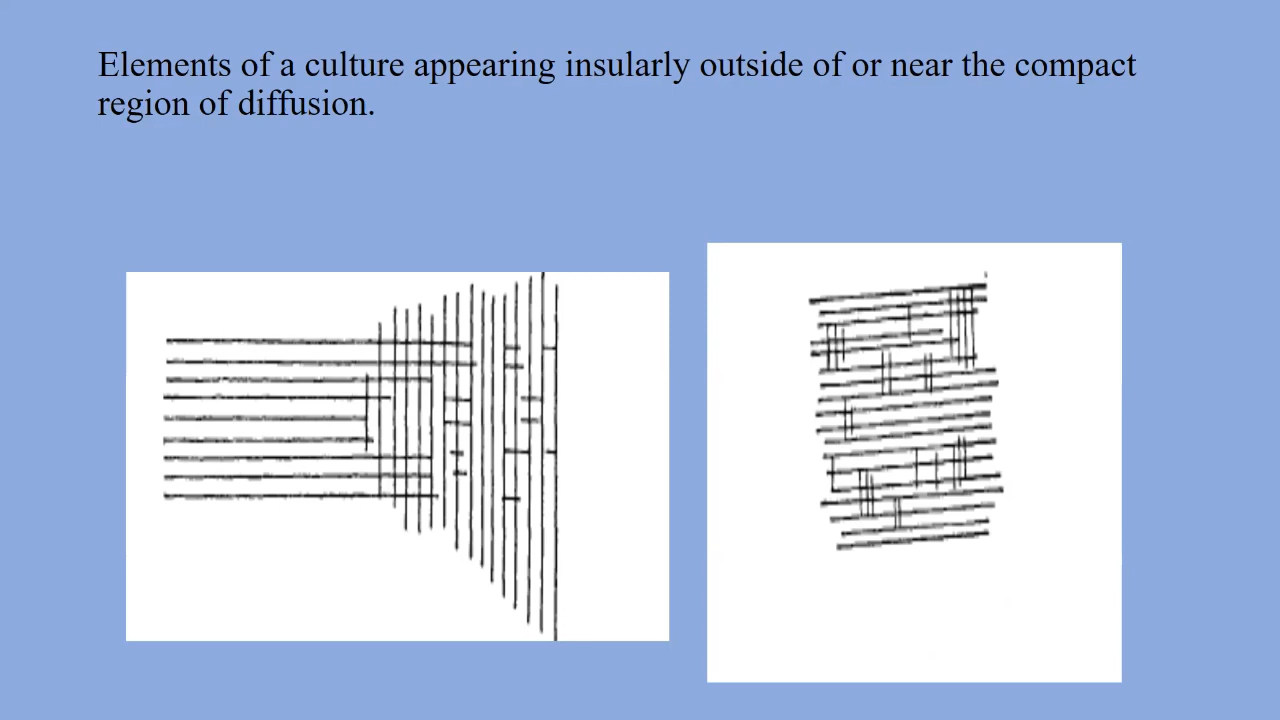 Elements of a culture appearing insularly outside of or near the compact
region of diffusion.